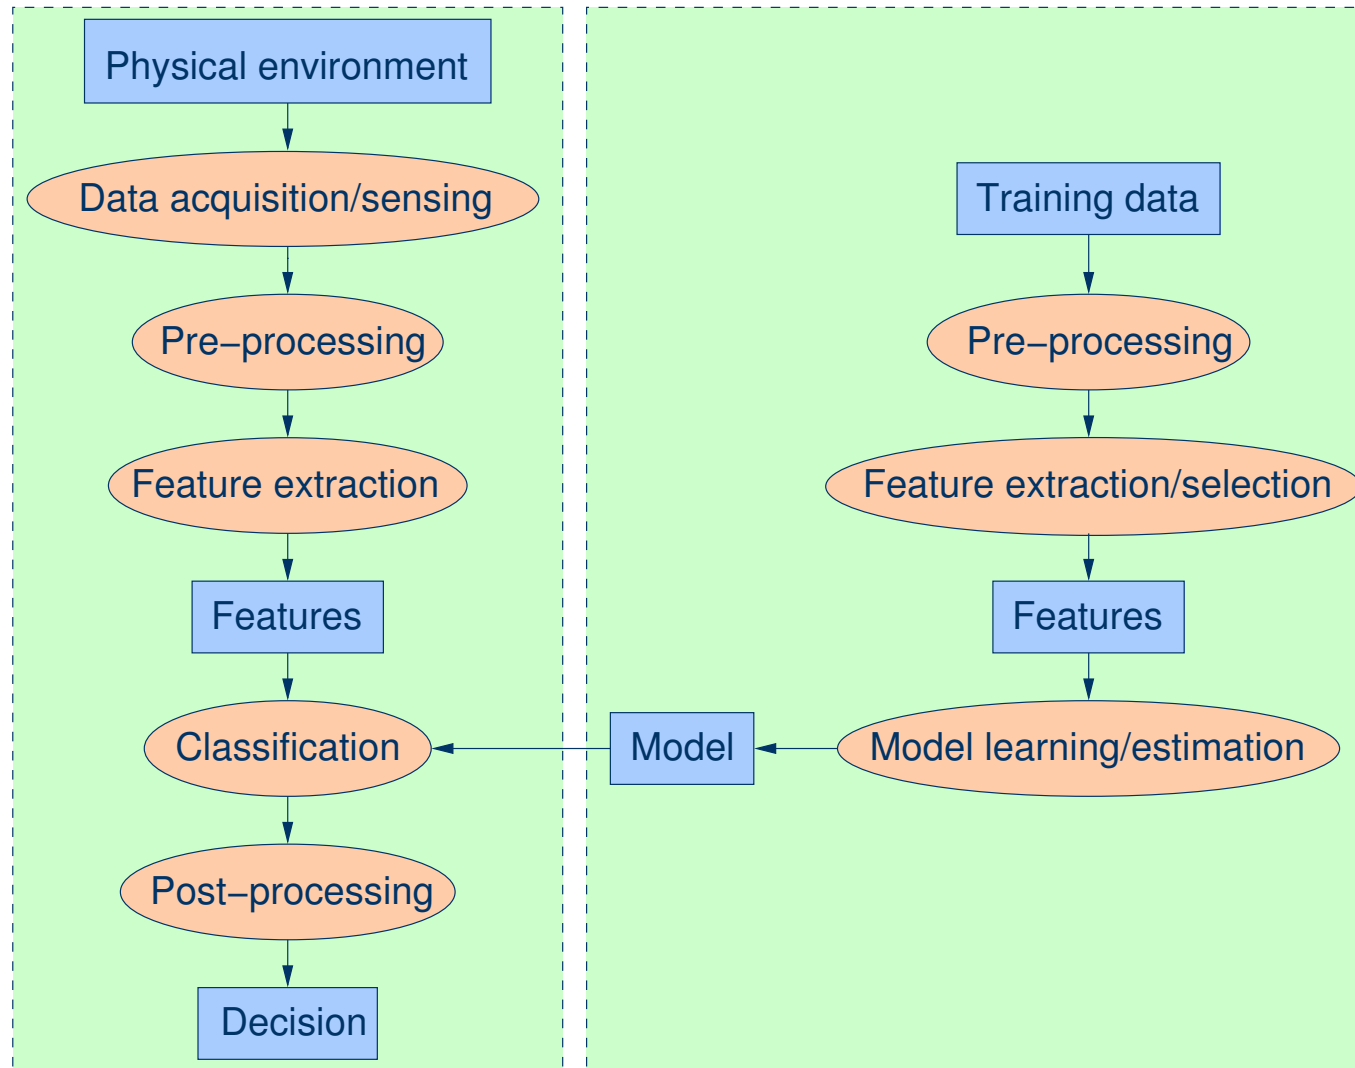 Physical environment
Data acquisition/sensing
Pre−processing
Feature extraction
Features
Classification
Post−processing
Decision
Training data
Pre−processing
Feature extraction/selection
Features
Model learning/estimation
Model